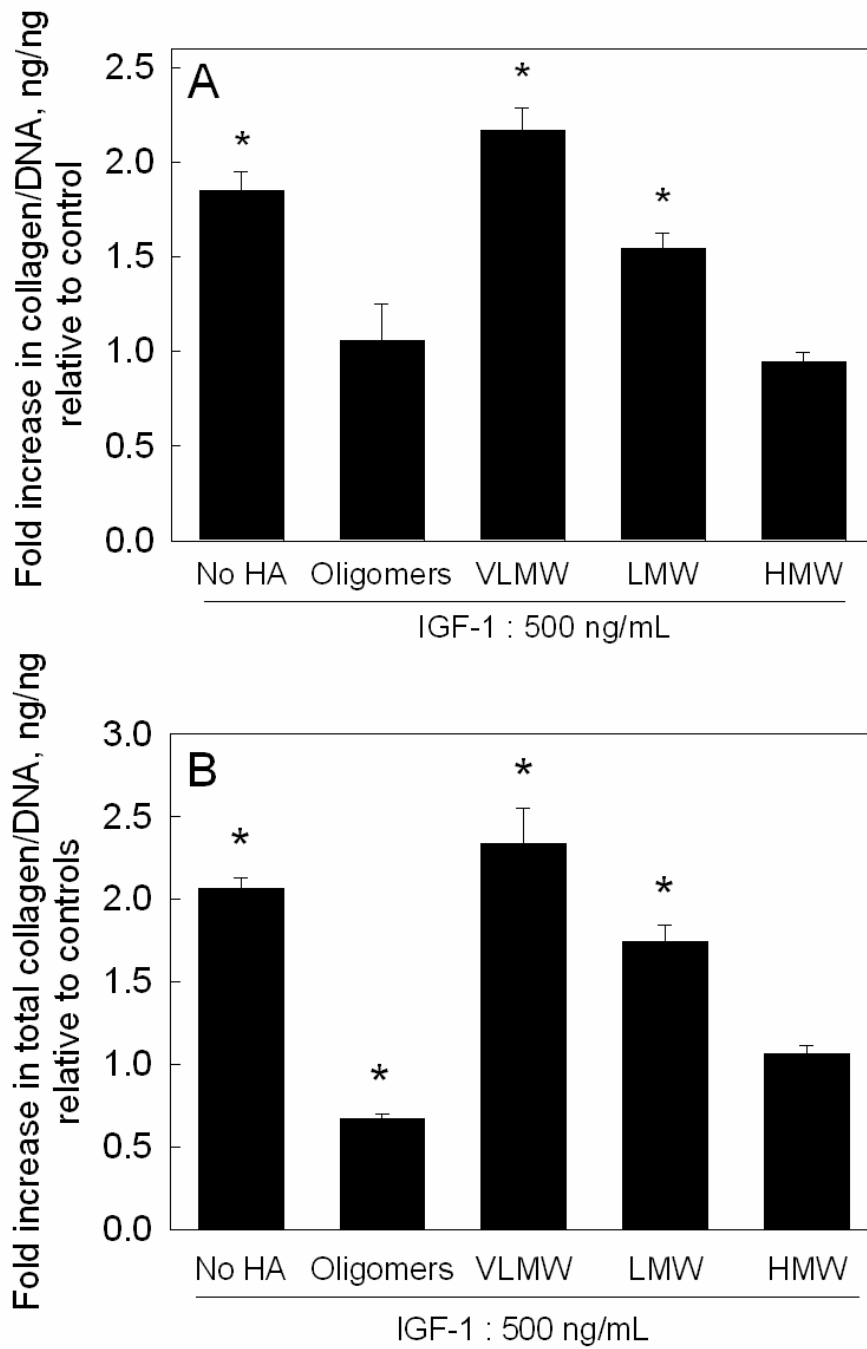 A
Fold increase in collagen/DNA, ng/ng
relative to control
2.5
2.0
1.5
1.0
0.5
0.0
*
*
*
No HA Oligomers VLMW LMW HMW
IGF-1 : 500 ng/mL
B
Fold increase in total collagen/DNA, ng/ng
relative to controls
3.0
2.5
2.0
1.5
1.0
0.5
0.0
*
*
*
*
No HA Oligomers VLMW LMW HMW
IGF-1 : 500 ng/mL